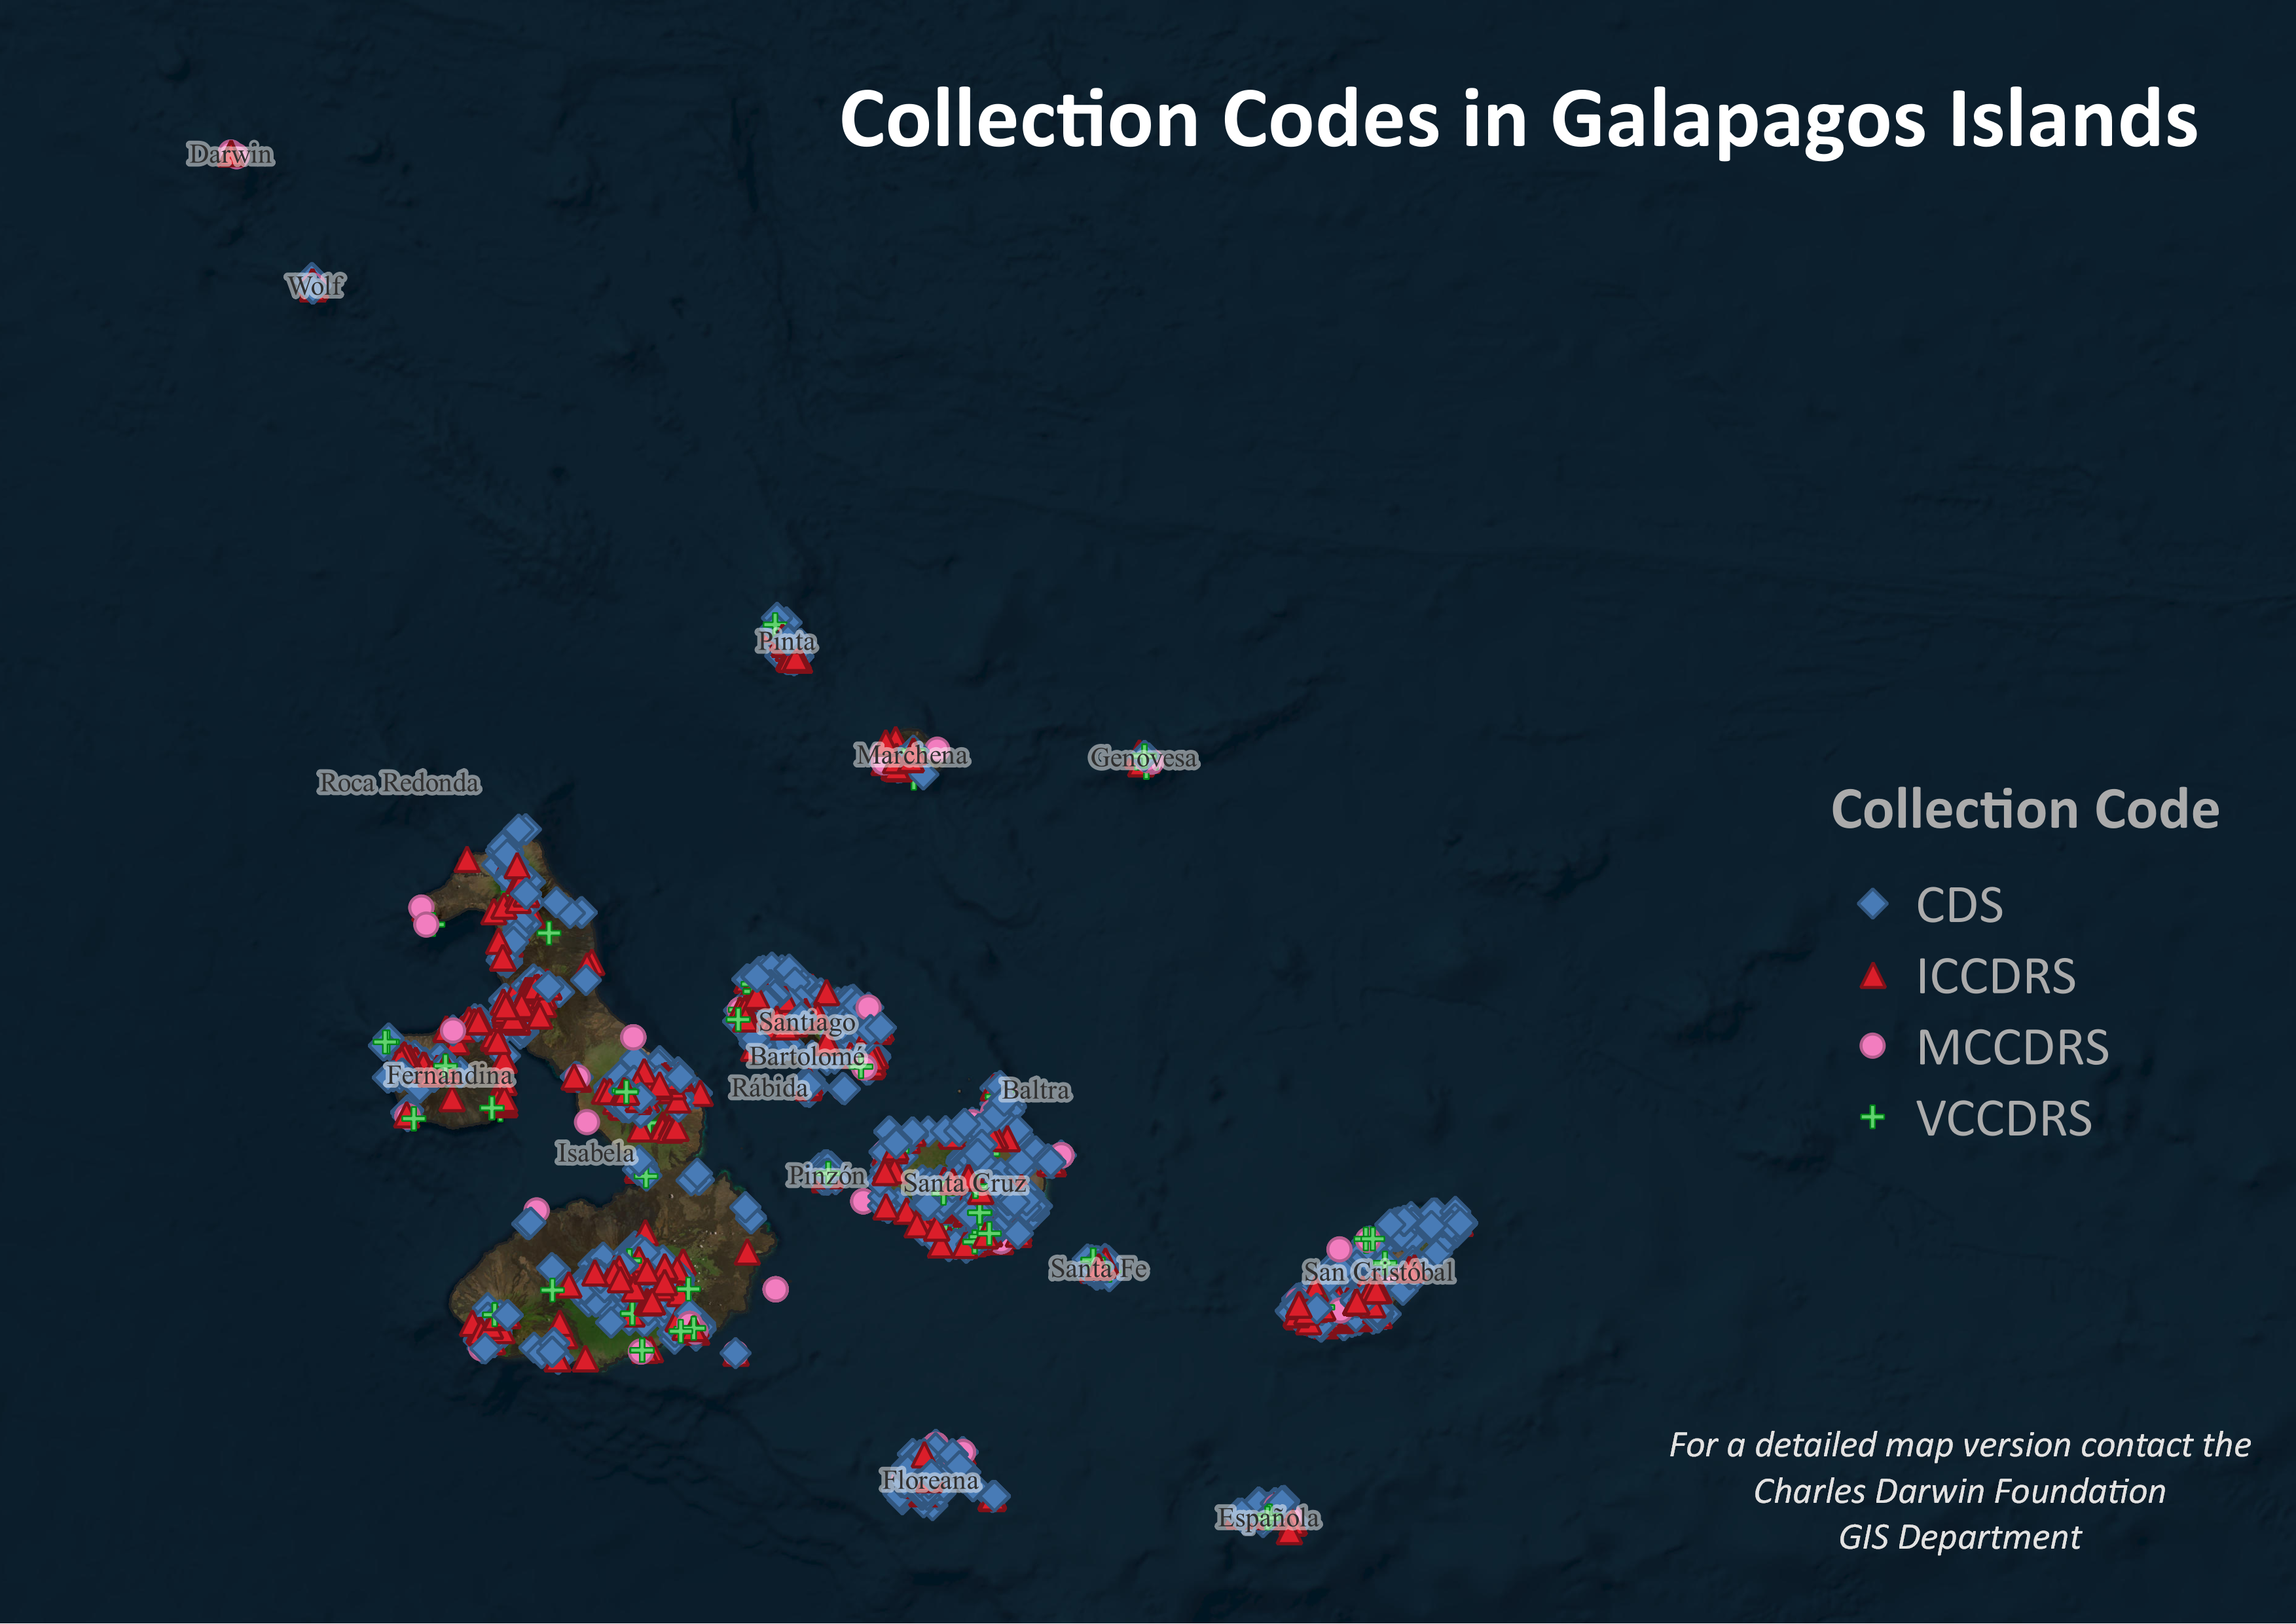 Collection Codes in Galapagos Islands
Darwin
Wolf
Pinta
Marchena
Genovesa
Roca Redonda
Collection Code
CDS
ICCDRS
MCCDRS
VCCDRS
Santiago
Bartolomé
Fernandina
Rábida
Baltra
Isabela
Pinzón
Santa Cruz
Santa Fe
San Cristóbal
Floreana
Española
For a detailed map version contact the
Charles Darwin Foundation
GIS Department